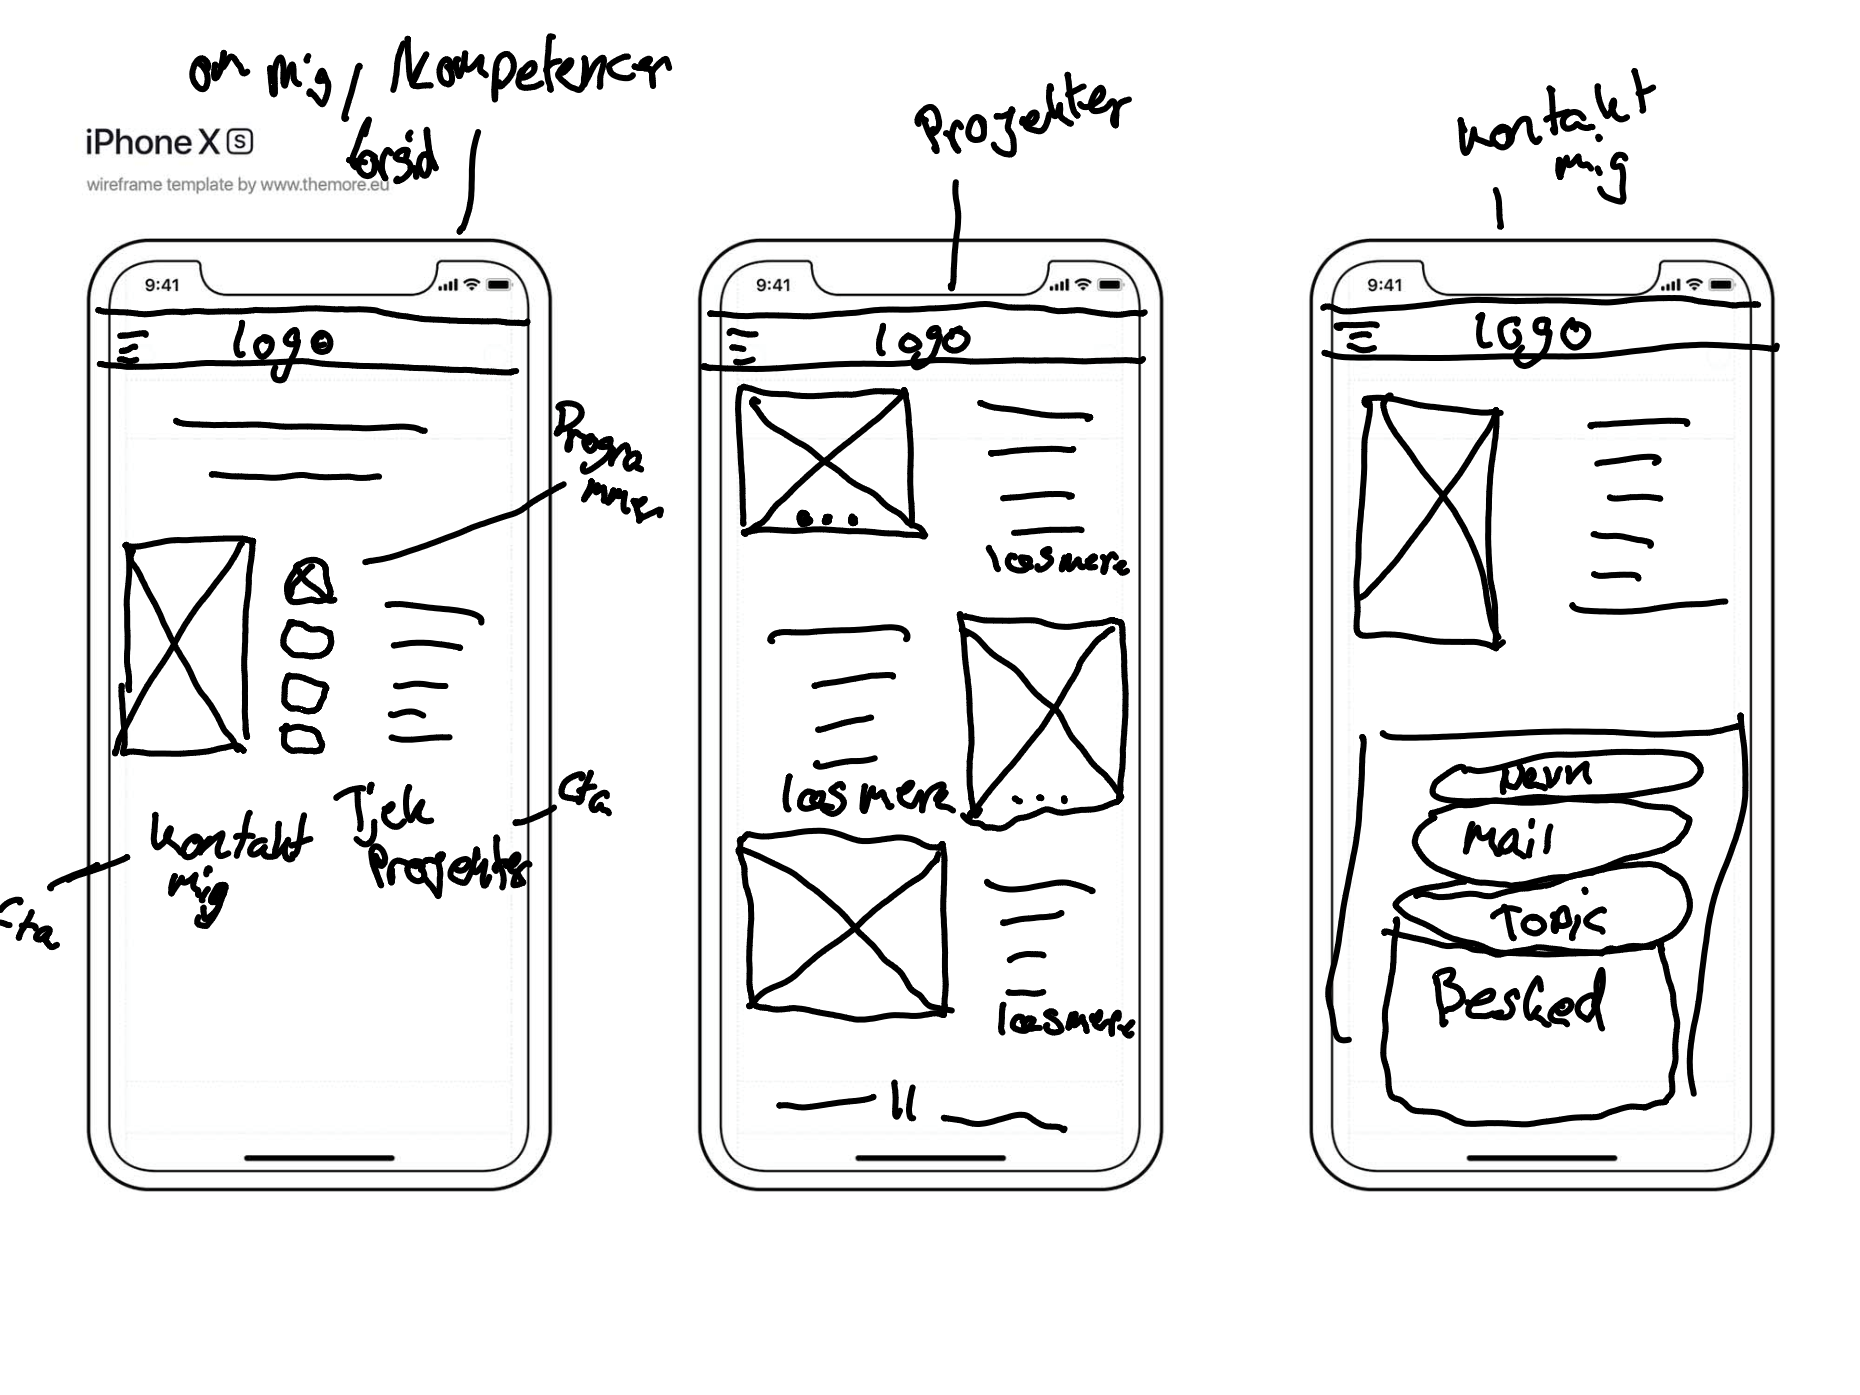 om mig / Kompetencer
forsid
iPhone X S
wireframe template by www.themore.eu
9:41
logo
Progra
mmer
Kontakt
mig
Tjek
Projekter
Cta
Cta
Projekter
9:41
logo
læs mere
læs mere
læs mere
Kontakt
mig
9:41
logo
Navn
Mail
Topic
Besked